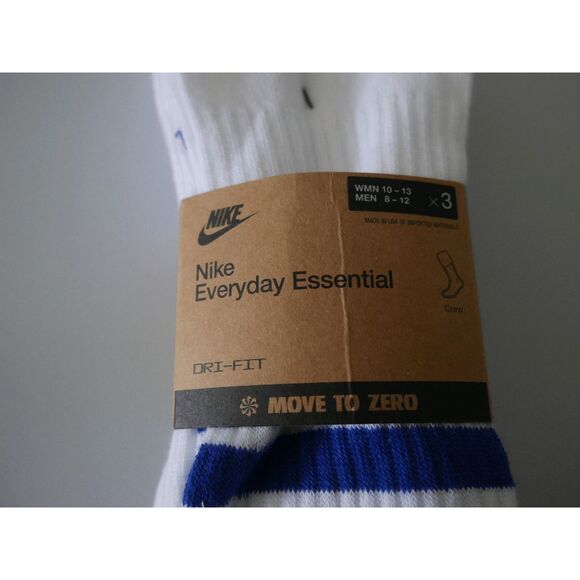 WMN 10 – 13
MEN 8 – 12
×3
MADE IN USA OF IMPORTED MATERIALS
NIKE
Nike
Everyday Essential
Crew
DRI-FIT
MOVE TO ZERO